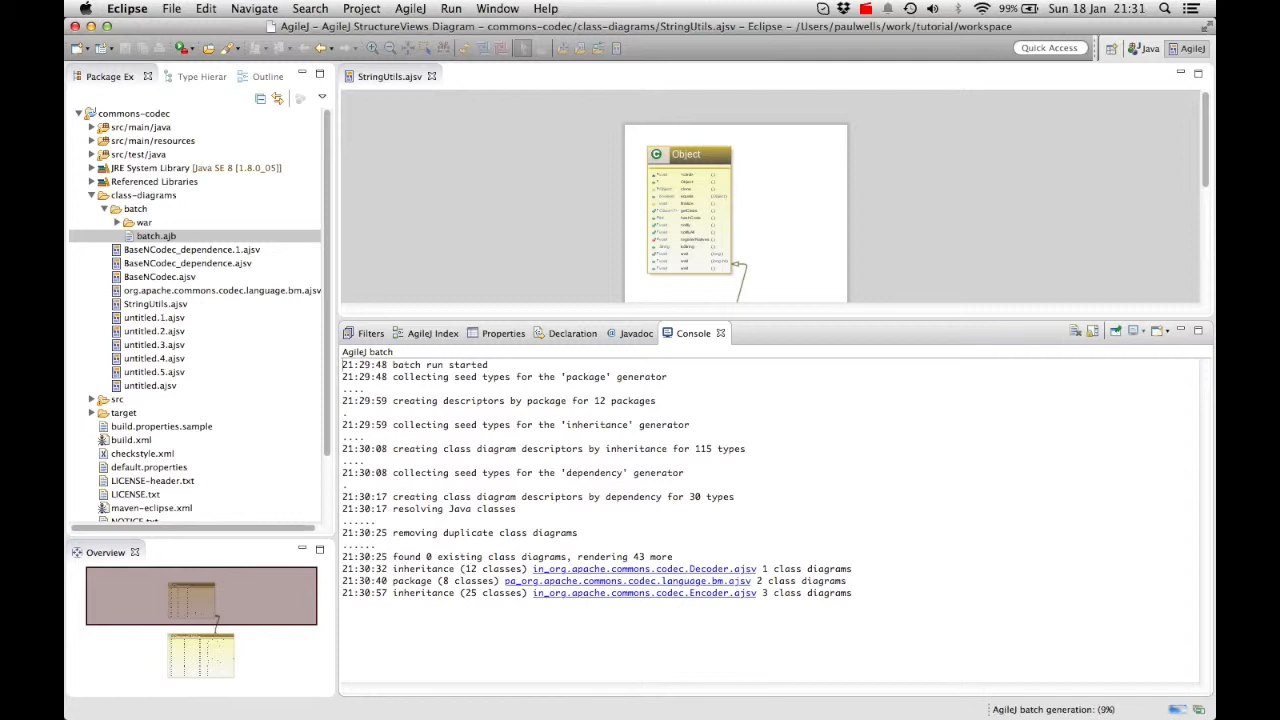 Eclipse File Edit Navigate Search Project AgileJ Run Window Help 99% Sun 18 Jan 21:31
AgileJ - AgileJ StructureViews Diagram - commons-codec/class-diagrams/StringUtils.ajsv - Eclipse - /Users/paulwells/work/tutorial/workspace
Quick Access Java AgileJ
Package Ex Type Hierar Outline
commons-codec
src/main/java
src/main/resources
src/test/java
JRE System Library [Java SE 8 [1.8.0_05]]
Referenced Libraries
class-diagrams
batch
war
batch.ajb
BaseNCodec_dependence.1.ajsv
BaseNCodec_dependence.ajsv
BaseNCodec.ajsv
org.apache.commons.codec.language.bm.ajsv
StringUtils.ajsv
untitled.1.ajsv
untitled.2.ajsv
untitled.3.ajsv
untitled.4.ajsv
untitled.5.ajsv
untitled.ajsv
src
target
build.properties.sample
build.xml
checkstyle.xml
default.properties
LICENSE-header.txt
LICENSE.txt
maven-eclipse.xml
NOTICE.txt
Overview
StringUtils.ajsv
C Object
Filters AgileJ Index Properties Declaration Javadoc Console
AgileJ batch
21:29:48 batch run started
21:29:48 collecting seed types for the 'package' generator
....
21:29:59 creating descriptors by package for 12 packages
.
21:29:59 collecting seed types for the 'inheritance' generator
....
21:30:08 creating class diagram descriptors by inheritance for 115 types
....
21:30:08 collecting seed types for the 'dependency' generator
.
21:30:17 creating class diagram descriptors by dependency for 30 types
21:30:17 resolving Java classes
......
21:30:25 removing duplicate class diagrams
......
21:30:25 found 0 existing class diagrams, rendering 43 more
21:30:32 inheritance (12 classes) in_org.apache.commons.codec.Decoder.ajsv 1 class diagrams
21:30:40 package (8 classes) pa_org.apache.commons.codec.language.bm.ajsv 2 class diagrams
21:30:57 inheritance (25 classes) in_org.apache.commons.codec.Encoder.ajsv 3 class diagrams
AgileJ batch generation: (9%)